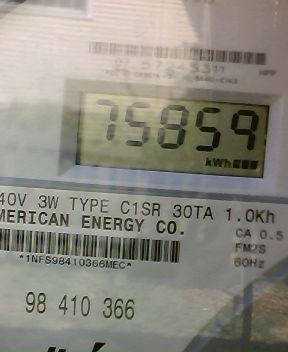 75859
kWh
40V 3W TYPE C1SR 30TA 1.0Kh
MERICAN ENERGY CO.
CA 0.5
FM2S
60Hz
*1NFS98410366MEC*
98 410 366